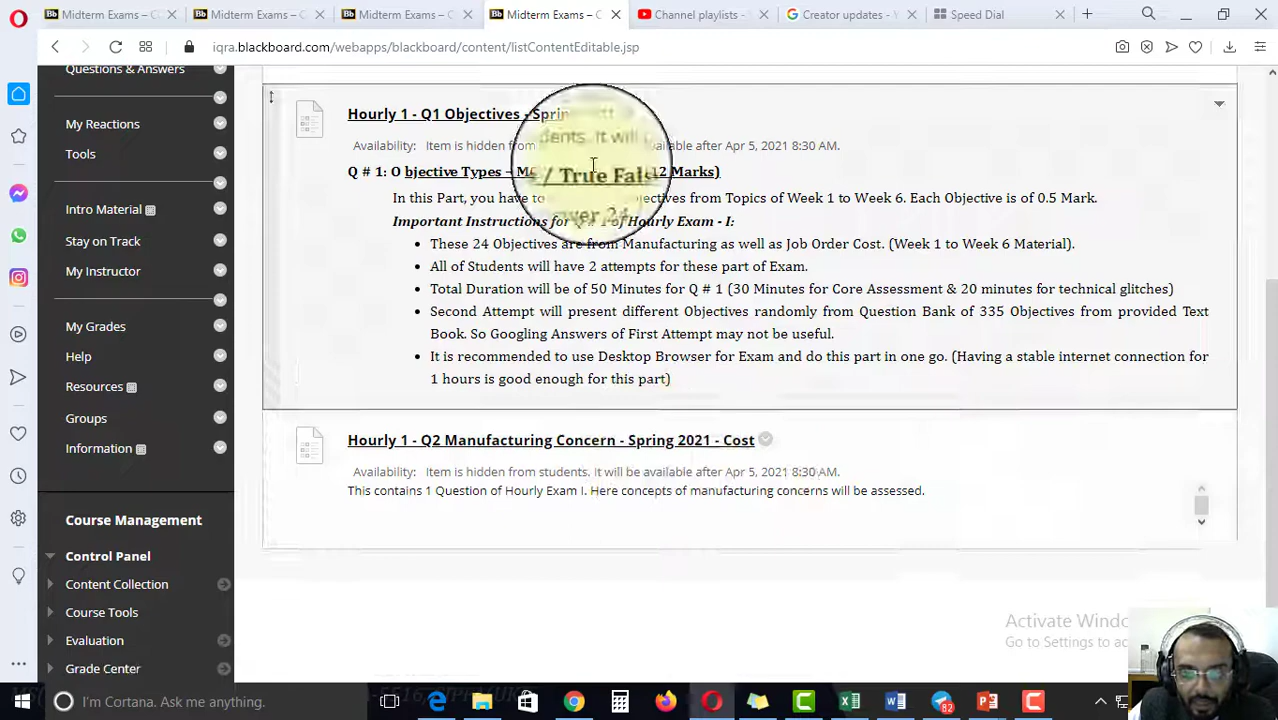 Midterm Exams – C
Midterm Exams – C
Midterm Exams – C
Midterm Exams – C
Channel playlists - Y
Creator updates - Y
Speed Dial
iqra.blackboard.com/webapps/blackboard/content/listContentEditable.jsp
Questions & Answers
My Reactions
Tools
Intro Material
Stay on Track
My Instructor
My Grades
Help
Resources
Groups
Information
Course Management
Control Panel
Content Collection
Course Tools
Evaluation
Grade Center
Hourly 1 - Q1 Objectives - Sprin
dents. It will
Availability: Item is hidden from ailable after Apr 5, 2021 8:30 AM.
Q # 1: O bjective Types – M / True Fals 12 Marks)
In this Part, you have to jectives from Topics of Week 1 to Week 6. Each Objective is of 0.5 Mark.
swer 24
Important Instructions for Q # 1 of Hourly Exam - I:
These 24 Objectives are from Manufacturing as well as Job Order Cost. (Week 1 to Week 6 Material).
All of Students will have 2 attempts for these part of Exam.
Total Duration will be of 50 Minutes for Q # 1 (30 Minutes for Core Assessment & 20 minutes for technical glitches)
Second Attempt will present different Objectives randomly from Question Bank of 335 Objectives from provided Text
Book. So Googling Answers of First Attempt may not be useful.
It is recommended to use Desktop Browser for Exam and do this part in one go. (Having a stable internet connection for
1 hours is good enough for this part)
Hourly 1 - Q2 Manufacturing Concern - Spring 2021 - Cost
Availability: Item is hidden from students. It will be available after Apr 5, 2021 8:30 AM.
This contains 1 Question of Hourly Exam I. Here concepts of manufacturing concerns will be assessed.
Activate Windo
Go to Settings to ac
I'm Cortana. Ask me anything.
82